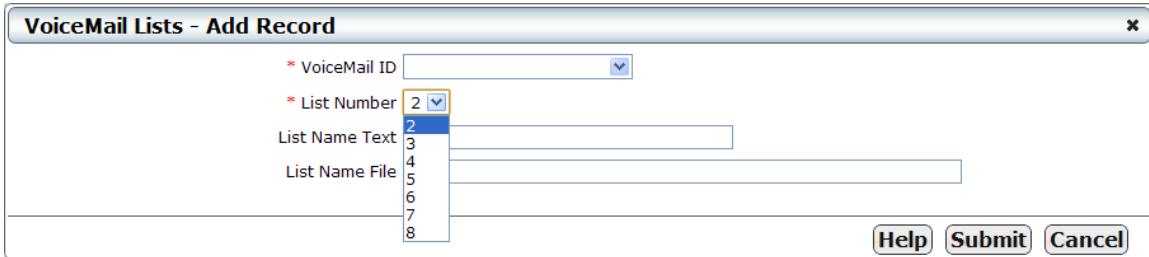 VoiceMail Lists - Add Record ×
* VoiceMail ID
* List Number 2
2
List Name Text
3
4
List Name File
5
6
7
8
Help Submit Cancel